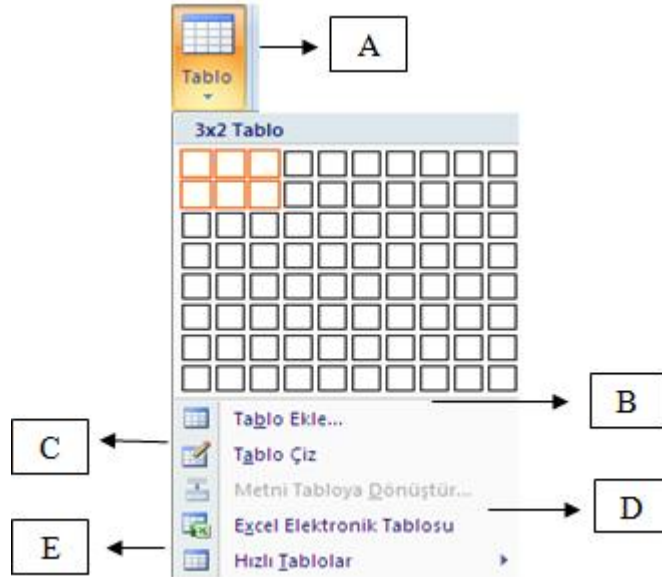 A
Tablo
3x2 Tablo
B
Tablo Ekle...
C
Tablo Çiz
Metni Tabloya Dönüştür...
D
Excel Elektronik Tablosu
E
Hızlı Tablolar